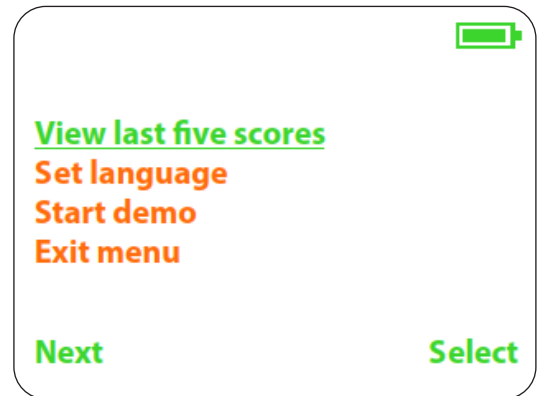 View last five scores
Set language
Start demo
Exit menu
Next Select